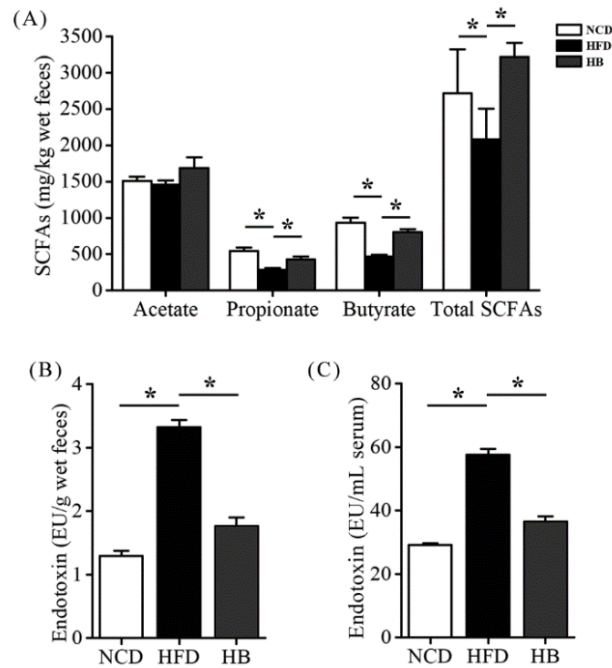 (A)
SCFAs (mg/kg wet feces)
3500
3000
2500
2000
1500
1000
500
0
* *
* *
* *
Acetate Propionate Butyrate Total SCFAs
NCD
HFD
HB
(B)
Endotoxin (EU/g wet feces)
4
3
2
1
0
* *
NCD HFD HB
(C)
Endotoxin (EU/mL serum)
80
60
40
20
0
* *
NCD HFD HB